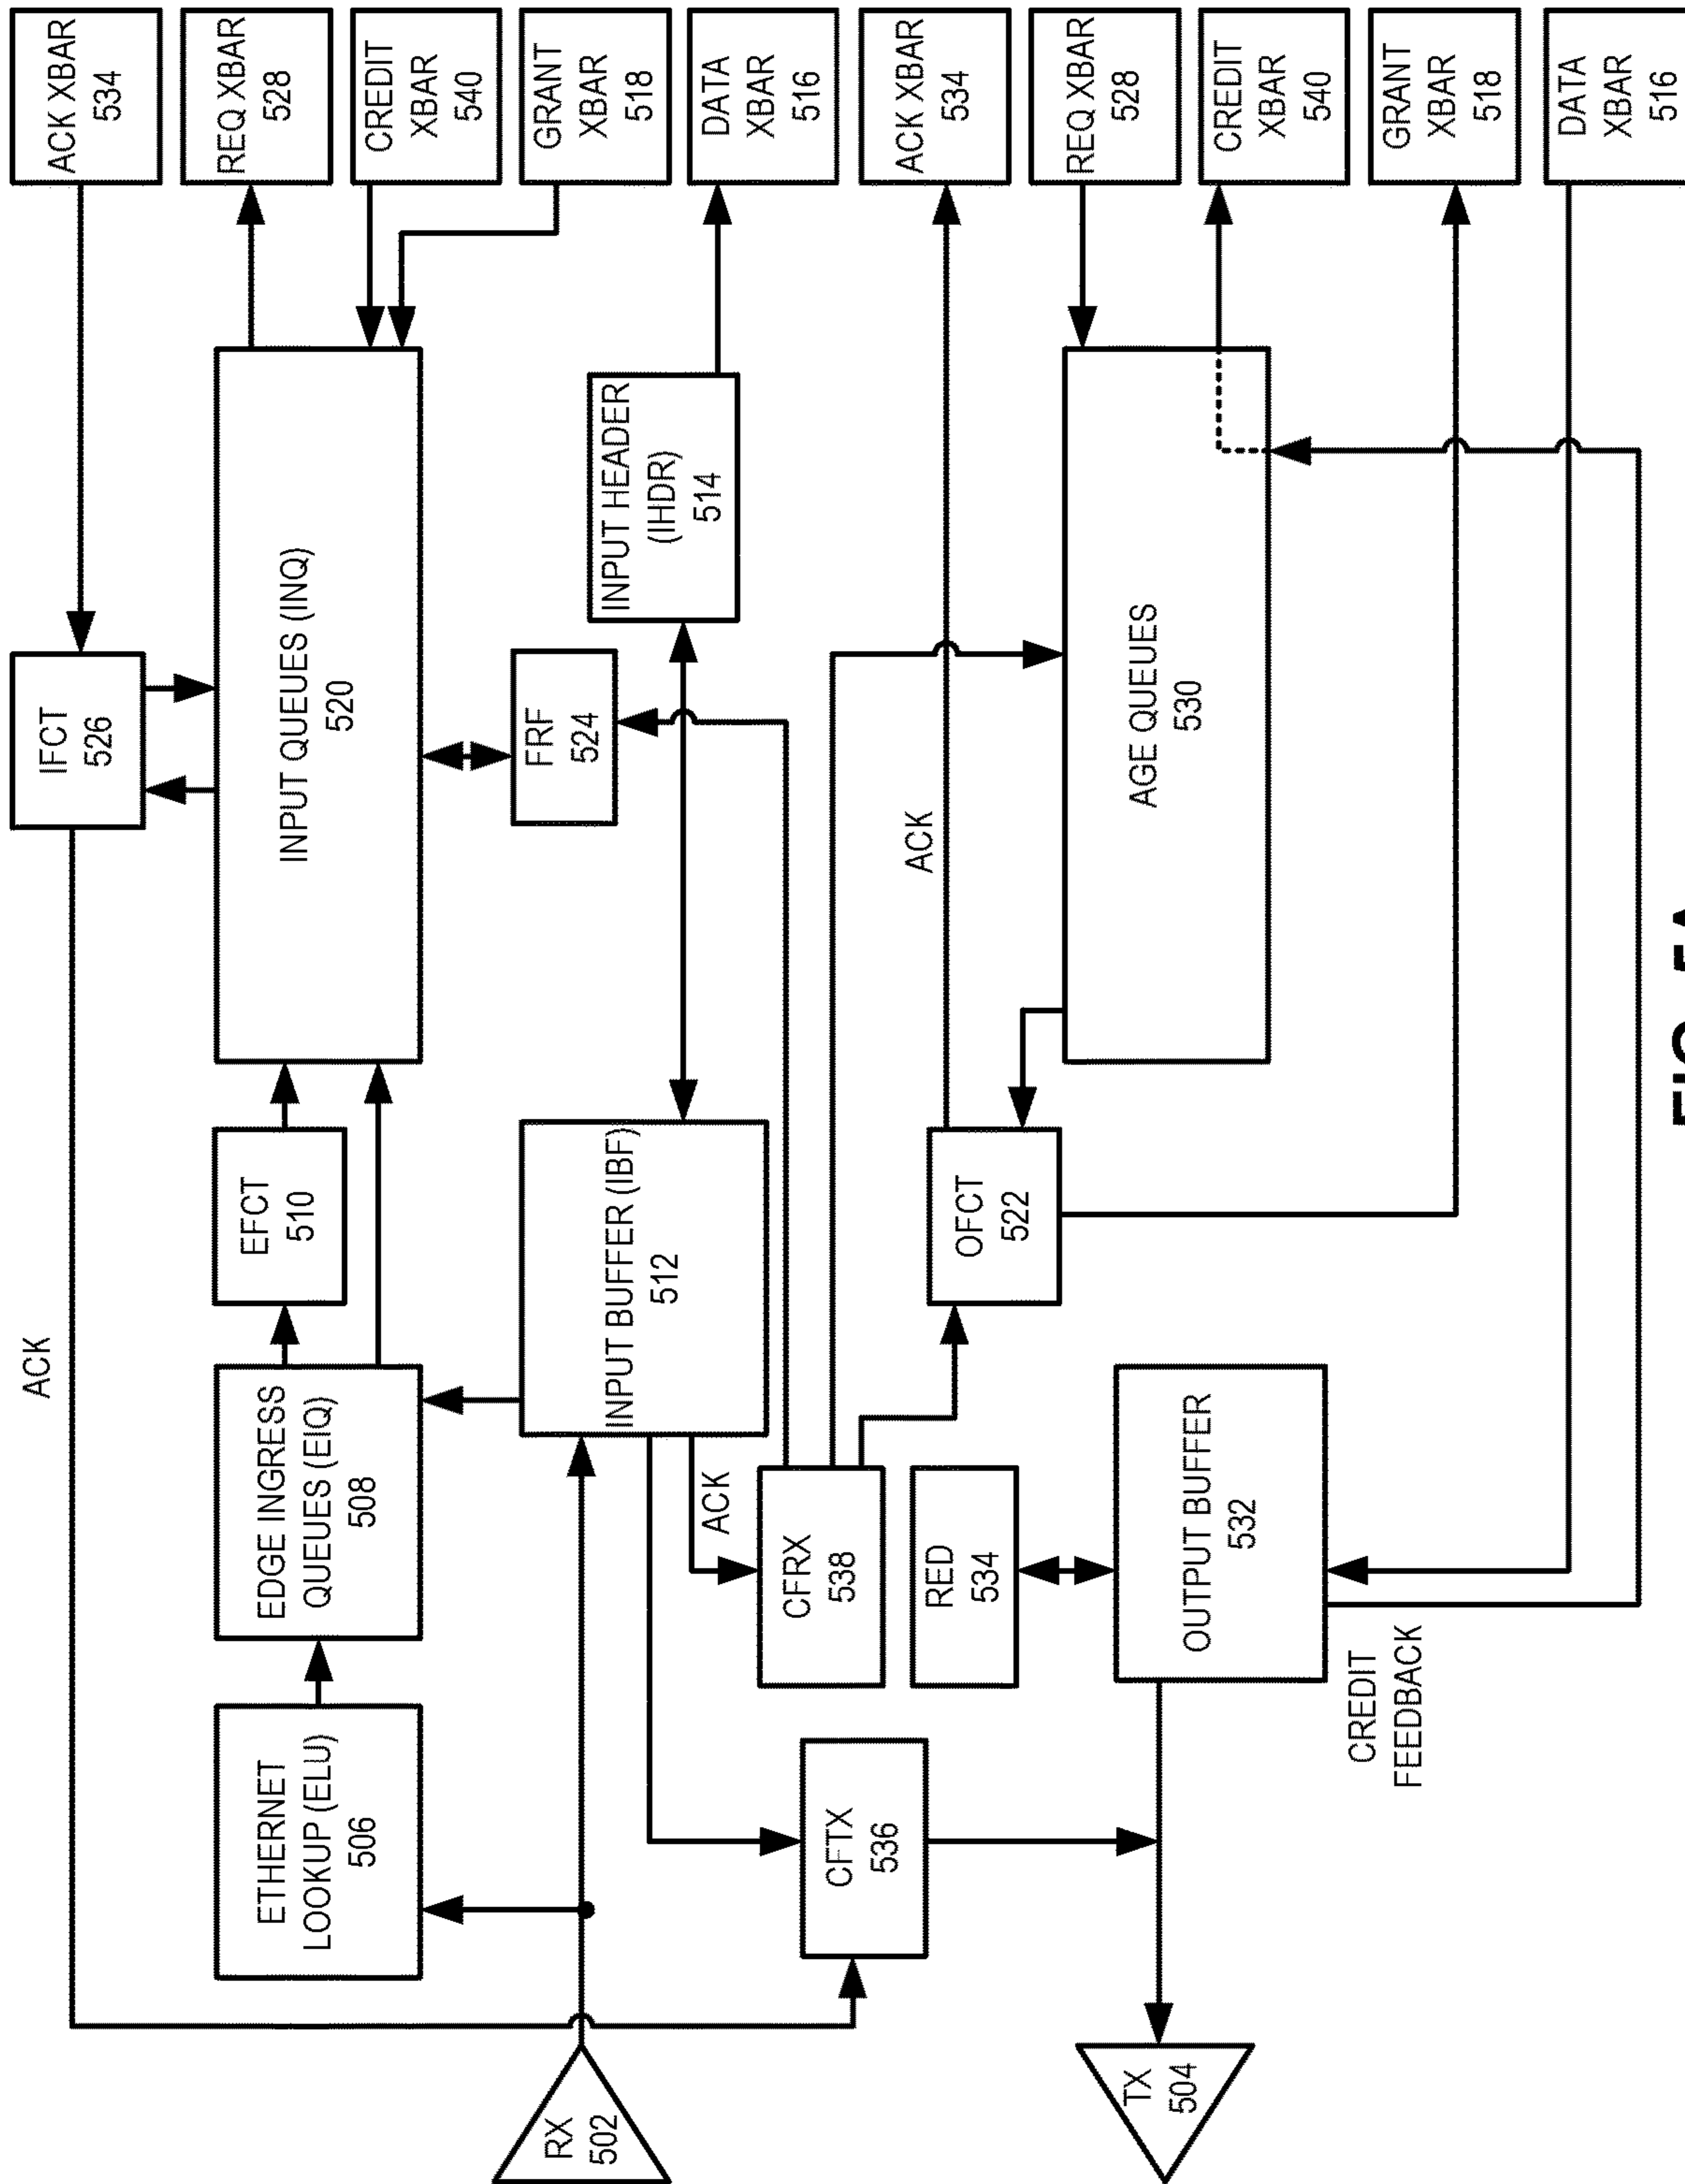 ACK
IFCT
526
ACK XBAR
534
ETHERNET
LOOKUP (ELU)
506
EDGE INGRESS
QUEUES (EIQ)
508
EFCT
510
INPUT QUEUES (INQ)
520
REQ XBAR
528
CREDIT
XBAR
540
RX
502
INPUT BUFFER (IBF)
512
FRF
524
INPUT HEADER
(IHDR)
514
GRANT
XBAR
518
DATA
XBAR
516
ACK
CFTX
536
CFRX
538
RED
534
OFCT
522
ACK
ACK XBAR
534
TX
504
OUTPUT BUFFER
532
AGE QUEUES
530
REQ XBAR
528
CREDIT
XBAR
540
CREDIT
FEEDBACK
GRANT
XBAR
518
DATA
XBAR
516